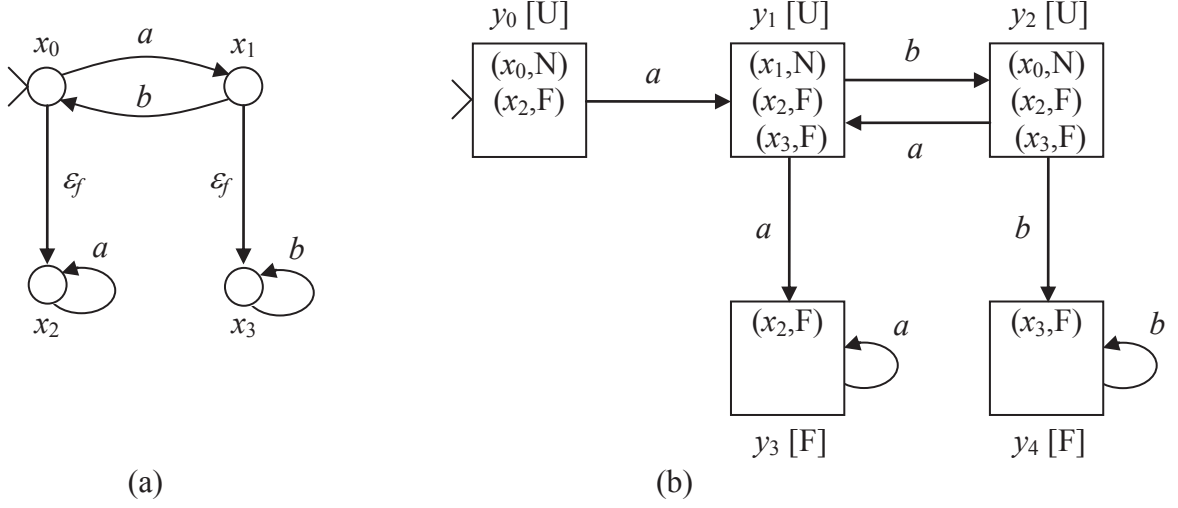 x₀
a
x₁
b
εf
εf
a
b
x₂
x₃
(a)
y₀ [U]
y₁ [U]
y₂ [U]
(x₀,N)
(x₂,F)
a
(x₁,N)
(x₂,F)
(x₃,F)
b
a
(x₀,N)
(x₂,F)
(x₃,F)
a
b
(x₂,F)
a
(x₃,F)
b
y₃ [F]
y₄ [F]
(b)